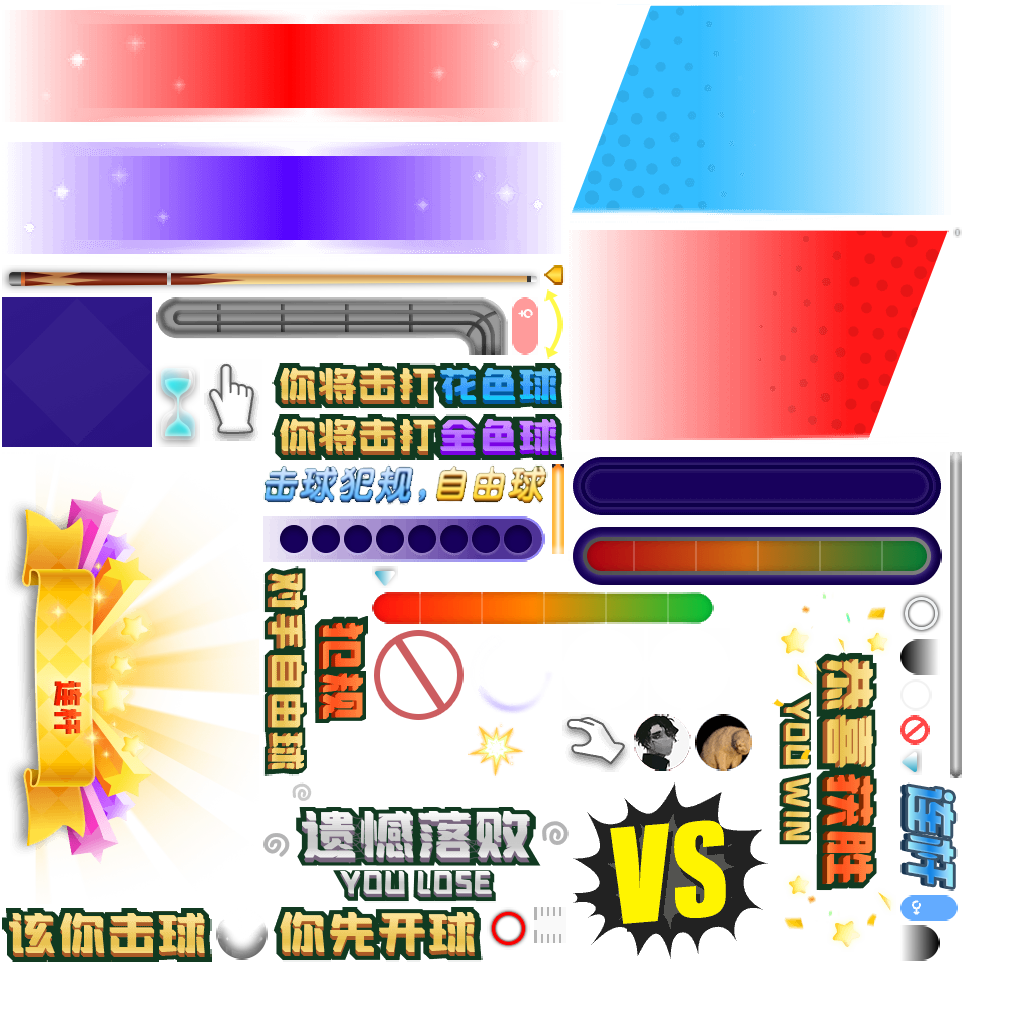 你将击打花色球
你将击打全色球
击球犯规,自由球
连杆
对手自由球
犯规
恭喜获胜
YOU WIN
连杆
遗憾落败
YOU LOSE
VS
该你击球
你先开球